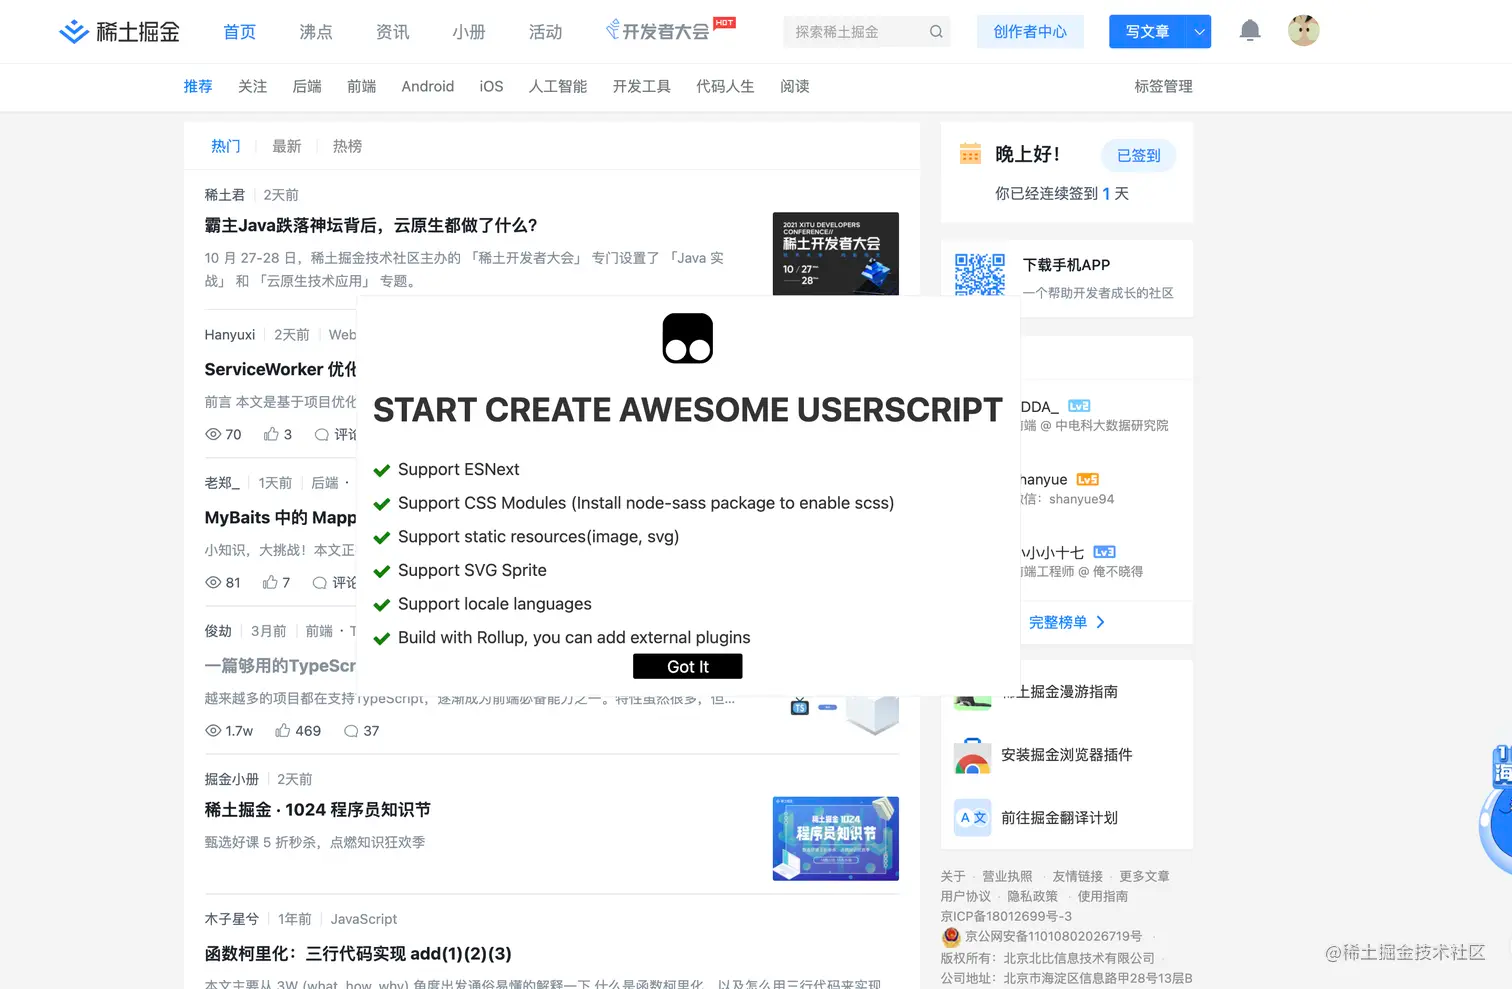 稀土掘金 首页 沸点 资讯 小册 活动 开发者大会 HOT 探索稀土掘金 创作者中心 写文章
推荐 关注 后端 前端 Android iOS 人工智能 开发工具 代码人生 阅读 标签管理
热门 最新 热榜
稀土君 2天前
霸主Java跌落神坛背后，云原生都做了什么？
10 月 27-28 日，稀土掘金技术社区主办的 「稀土开发者大会」 专门设置了 「Java 实
战」 和 「云原生技术应用」 专题。
2021 XITU DEVELOPERS
CONFERENCE//
稀土开发者大会
10 / 27
28
晚上好！ 已签到
你已经连续签到 1 天
下载手机APP
一个帮助开发者成长的社区
Hanyuxi 2天前 Web
ServiceWorker 优化
前言 本文是基于项目优化
70 3 评论
老郑_ 1天前 后端 ·
MyBaits 中的 Mapp
小知识，大挑战！本文正
81 7 评论
俊劫 3月前 前端 · T
一篇够用的TypeScr
越来越多的项目都在支持TypeScript，逐渐成为前端必备能力之一。特性虽然很多，但...
TS
1.7w 469 37
START CREATE AWESOME USERSCRIPT
Support ESNext
Support CSS Modules (Install node-sass package to enable scss)
Support static resources(image, svg)
Support SVG Sprite
Support locale languages
Build with Rollup, you can add external plugins
Got It
DDA_ Lv2
端 @ 中电科大数据研究院
hanyue Lv5
信：shanyue94
小小十七 Lv3
端工程师 @ 俺不晓得
完整榜单
土掘金漫游指南
安装掘金浏览器插件
A 文 前往掘金翻译计划
掘金小册 2天前
稀土掘金 · 1024 程序员知识节
甄选好课 5 折秒杀，点燃知识狂欢季
稀土掘金 1024
程序员知识节
木子星兮 1年前 JavaScript
函数柯里化：三行代码实现 add(1)(2)(3)
本文主要从 3W (what, how, why) 角度出发通俗易懂的解释一下 什么是函数柯里化，以及怎么用三行代码来实现
关于 · 营业执照 · 友情链接 · 更多文章
用户协议 · 隐私政策 · 使用指南
京ICP备18012699号-3
京公网安备11010802026719号 ·
版权所有：北京北比信息技术有限公司 ·
公司地址：北京市海淀区信息路甲28号13层B
1
海
@稀土掘金技术社区